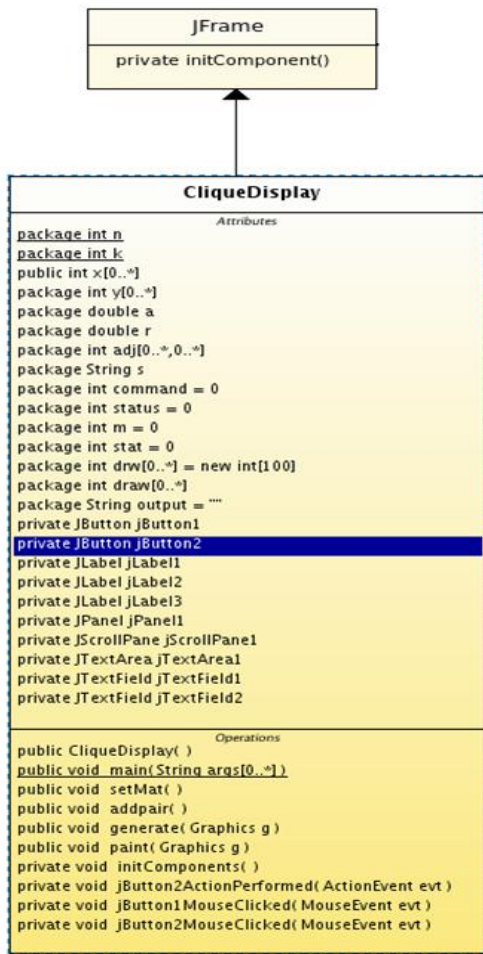 JFrame
private initComponent()
CliqueDisplay
Attributes
package int n
package int k
public int x[0..*]
package int y[0..*]
package double a
package double r
package int adj[0..*,0..*]
package String s
package int command = 0
package int status = 0
package int m = 0
package int stat = 0
package int drw[0..*] = new int[100]
package int draw[0..*]
package String output = ""
private JButton jButton1
private JButton jButton2
private JLabel jLabel1
private JLabel jLabel2
private JLabel jLabel3
private JPanel jPanel1
private JScrollPane jScrollPane1
private JTextArea jTextArea1
private JTextField jTextField1
private JTextField jTextField2
Operations
public CliqueDisplay( )
public void main( String args[0..*] )
public void setMat( )
public void addpair( )
public void generate( Graphics g )
public void paint( Graphics g )
private void initComponents( )
private void jButton2ActionPerformed( ActionEvent evt )
private void jButton1MouseClicked( MouseEvent evt )
private void jButton2MouseClicked( MouseEvent evt )